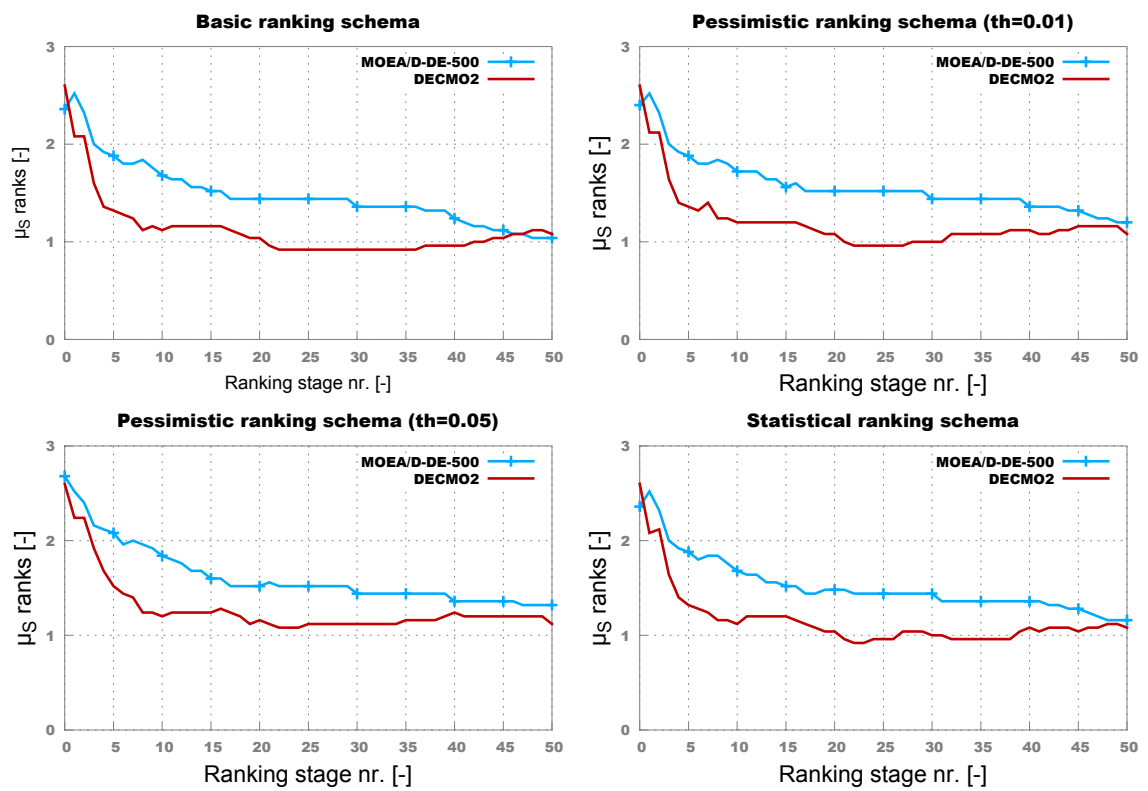 Basic ranking schema
3
2
1
0
μS ranks [-]
MOEA/D-DE-500
DECMO2
0 5 10 15 20 25 30 35 40 45 50
Ranking stage nr. [-]
Pessimistic ranking schema (th=0.01)
3
2
1
0
μS ranks [-]
MOEA/D-DE-500
DECMO2
0 5 10 15 20 25 30 35 40 45 50
Ranking stage nr. [-]
Pessimistic ranking schema (th=0.05)
3
2
1
0
μS ranks [-]
MOEA/D-DE-500
DECMO2
0 5 10 15 20 25 30 35 40 45 50
Ranking stage nr. [-]
Statistical ranking schema
3
2
1
0
μS ranks [-]
MOEA/D-DE-500
DECMO2
0 5 10 15 20 25 30 35 40 45 50
Ranking stage nr. [-]